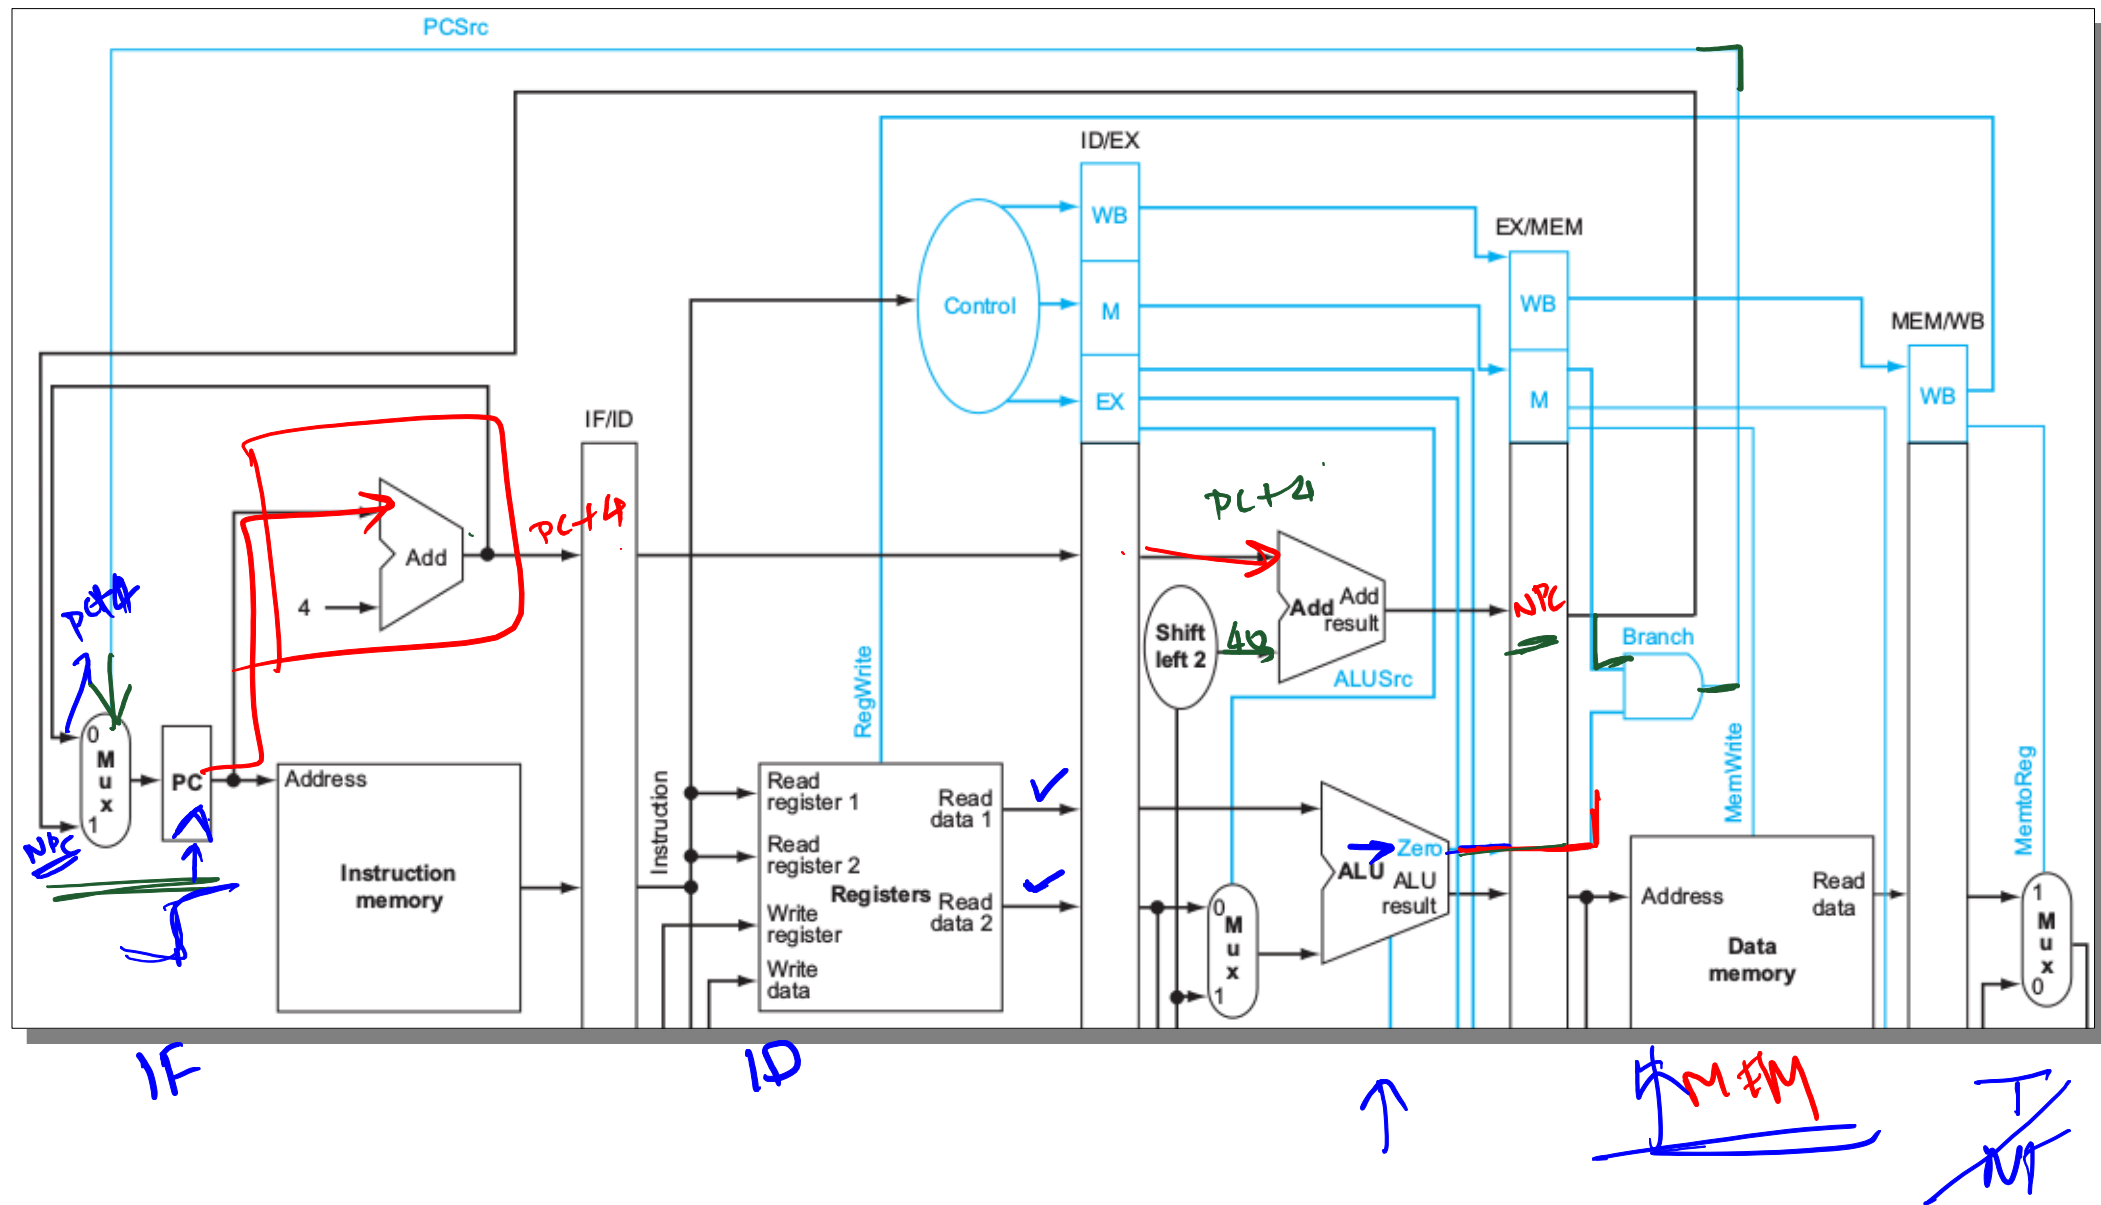 PCSrc
ID/EX
WB
EX/MEM
Control
M
WB
MEM/WB
EX
M
WB
IF/ID
PC+4
PC+4
Add
4
PC+4
Add Add
result
NPC
Shift
left 2
40
Branch
ALUSrc
RegWrite
MemWrite
MemtoReg
0
M
u
x
1
NPC
PC
Address
Instruction
memory
Instruction
Read
register 1
Read
register 2
Write
register
Write
data
Registers
Read
data 1
Read
data 2
0
M
u
x
1
Zero
ALU
ALU
result
Address
Read
data
Data
memory
1
M
u
x
0
IF
ID
MEM
T/NT